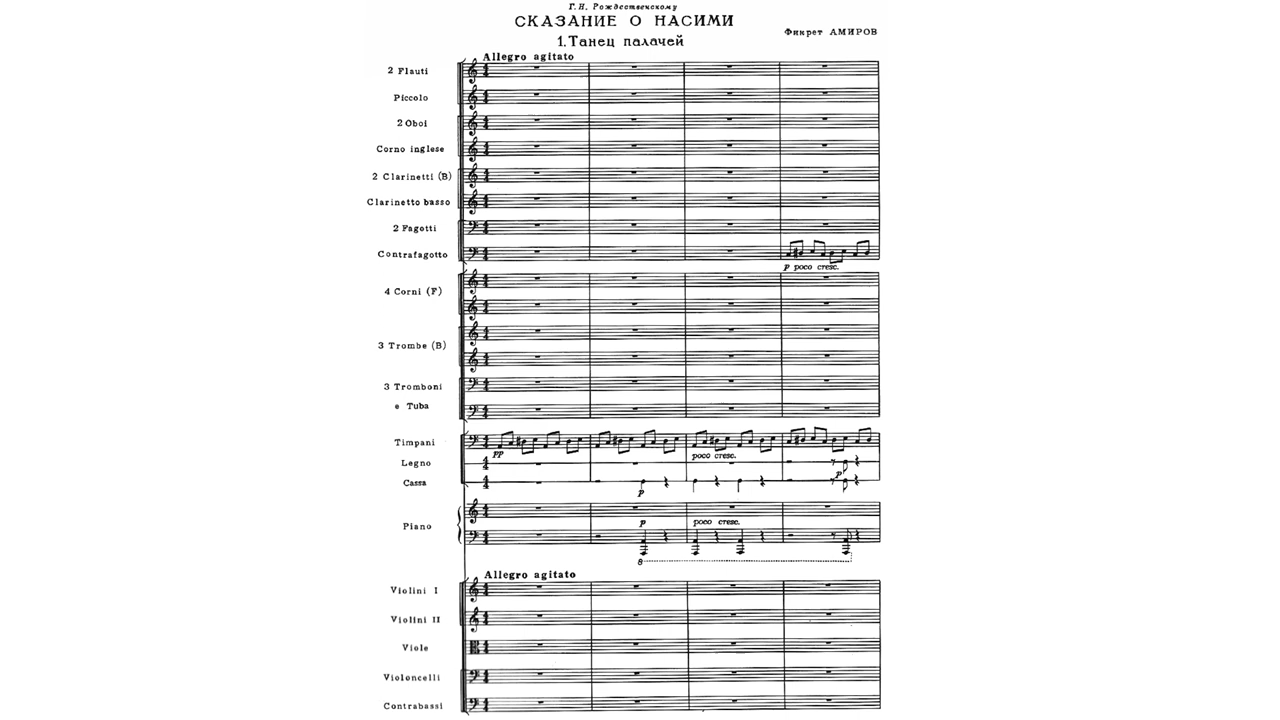 Г. Н. Рождественскому
СКАЗАНИЕ О НАСИМИ
Фикрет АМИРОВ
1. Танец палачей
Allegro agitato
2 Flauti
Piccolo
2 Oboi
Corno inglese
2 Clarinetti (B)
Clarinetto basso
2 Fagotti
Contrafagotto
p poco cresc.
4 Corni (F)
3 Trombe (B)
3 Tromboni
e Tuba
Timpani
pp
poco cresc.
Legno
p
Cassa
p
Piano
p
poco cresc.
8
Allegro agitato
Violini I
Violini II
Viole
Violoncelli
Contrabassi